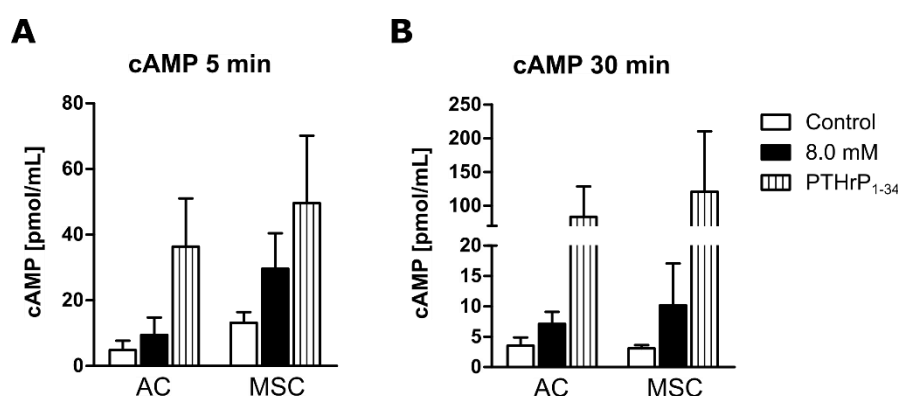 A
cAMP 5 min
cAMP [pmol/mL]
80
60
40
20
0
AC MSC
B
cAMP 30 min
cAMP [pmol/mL]
250
200
150
100
20
15
10
5
0
AC MSC
Control
8.0 mM
PTHrP₁₋₃₄